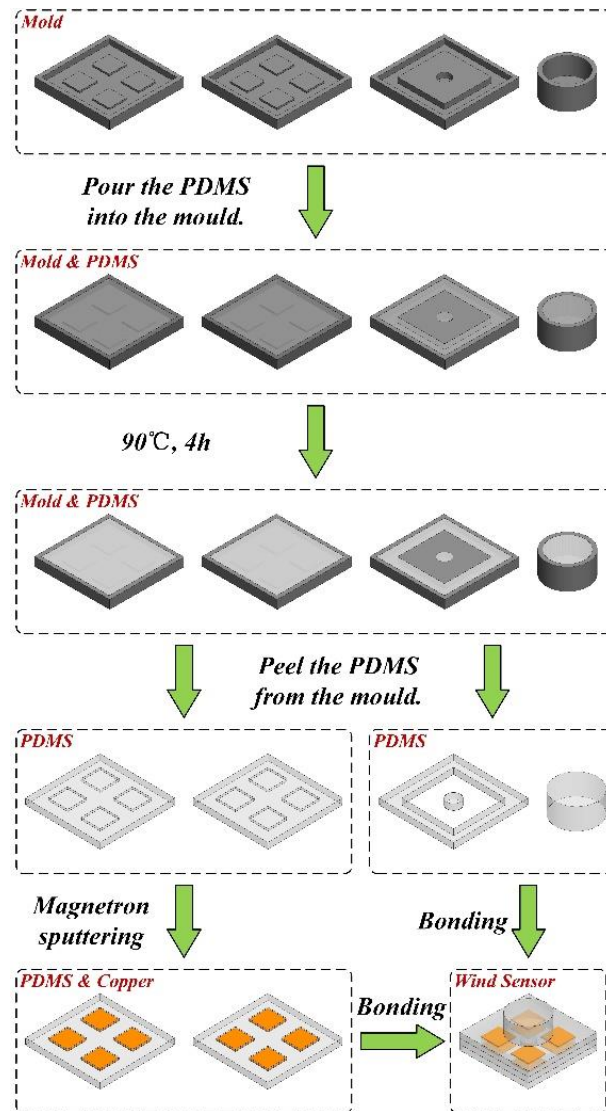 Mold
Pour the PDMS
into the mould.
Mold & PDMS
90℃, 4h
Mold & PDMS
Peel the PDMS
from the mould.
PDMS
PDMS
Magnetron
sputtering
Bonding
PDMS & Copper
Bonding
Wind Sensor